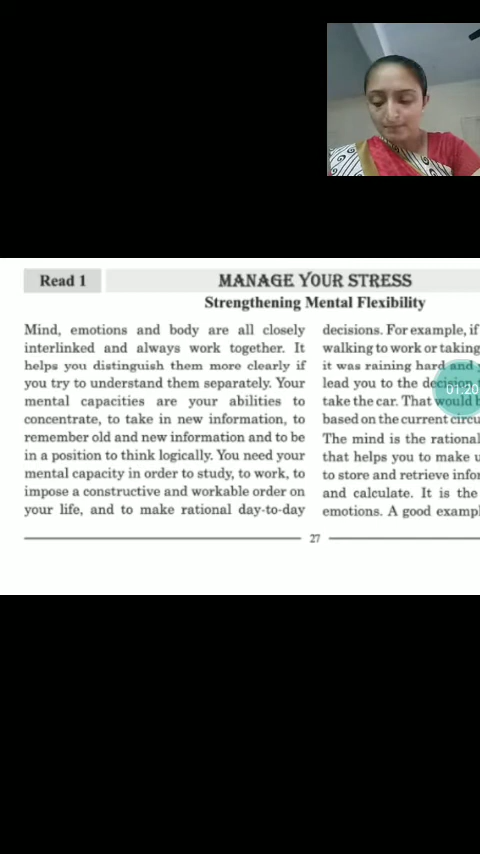 Read 1
MANAGE YOUR STRESS
Strengthening Mental Flexibility
Mind, emotions and body are all closely
interlinked and always work together. It
helps you distinguish them more clearly if
you try to understand them separately. Your
mental capacities are your abilities to
concentrate, to take in new information, to
remember old and new information and to be
in a position to think logically. You need your
mental capacity in order to study, to work, to
impose a constructive and workable order on
your life, and to make rational day-to-day
decisions. For example, if
walking to work or taking
it was raining hard and
lead you to the decision
take the car. That would
based on the current
The mind is the rational
that helps you to make
to store and retrieve
and calculate. It is the
emotions. A good
01:20
27